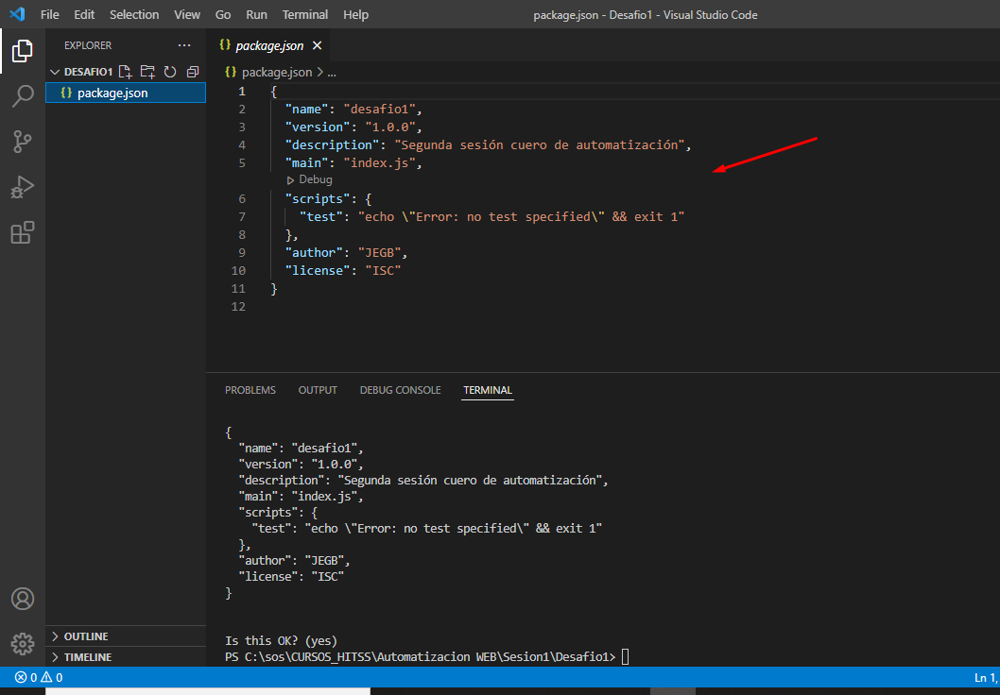 File Edit Selection View Go Run Terminal Help package.json - Desafio1 - Visual Studio Code
EXPLORER ···
DESAFIO1
{} package.json
{} package.json ×
{} package.json > ...
1 {
2 "name": "desafio1",
3 "version": "1.0.0",
4 "description": "Segunda sesión cuero de automatización",
5 "main": "index.js",
Debug
6 "scripts": {
7 "test": "echo \"Error: no test specified\" && exit 1"
8 },
9 "author": "JEGB",
10 "license": "ISC"
11 }
12
PROBLEMS OUTPUT DEBUG CONSOLE TERMINAL
{
"name": "desafio1",
"version": "1.0.0",
"description": "Segunda sesión cuero de automatización",
"main": "index.js",
"scripts": {
"test": "echo \"Error: no test specified\" && exit 1"
},
"author": "JEGB",
"license": "ISC"
}
Is this OK? (yes)
PS C:\sos\CURSOS_HITSS\Automatizacion WEB\Sesion1\Desafio1>
OUTLINE
TIMELINE
0 0
Ln 1,